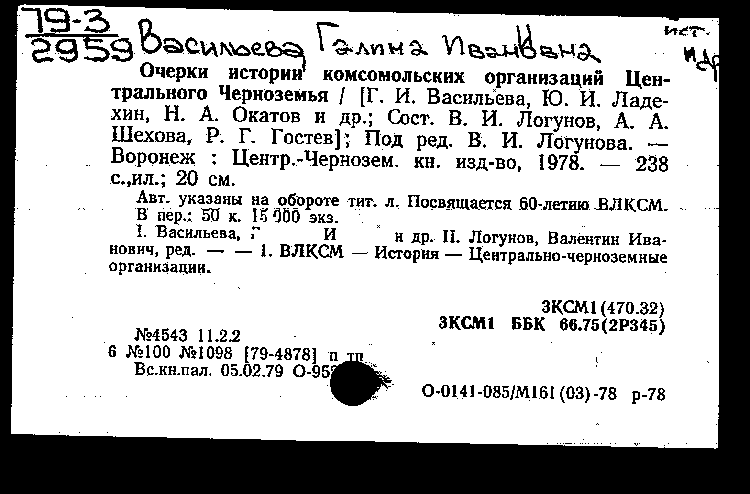 79-3
2959
Васильева Галина Ивановна
ист.
и др
Очерки истории комсомольских организаций Цен-
трального Черноземья / [Г. И. Васильева, Ю. И. Ладе-
хин, Н. А. Окатов и др.; Сост. В. И. Логунов, А. А.
Шехова, Р. Г. Гостев]; Под ред. В. И. Логунова. —
Воронеж : Центр.-Чернозем. кн. изд-во, 1978. — 238
с.,ил.; 20 см.
Авт. указаны на обороте тит. л. Посвящается 60-летию ВЛКСМ.
В пер.: 50 к. 15 000 экз.
I. Васильева, Г И и др. II. Логунов, Валентин Ива-
нович, ред. — — 1. ВЛКСМ — История — Центрально-черноземные
организации.
ЗКСМ1(470.32)
ЗКСМ1 ББК 66.75(2Р345)
№4543 11.2.2
6 №100 №1098 [79-4878] п тп
Вс.кн.пал. 05.02.79 О-95
О-0141-085/М161(03)-78 р-78